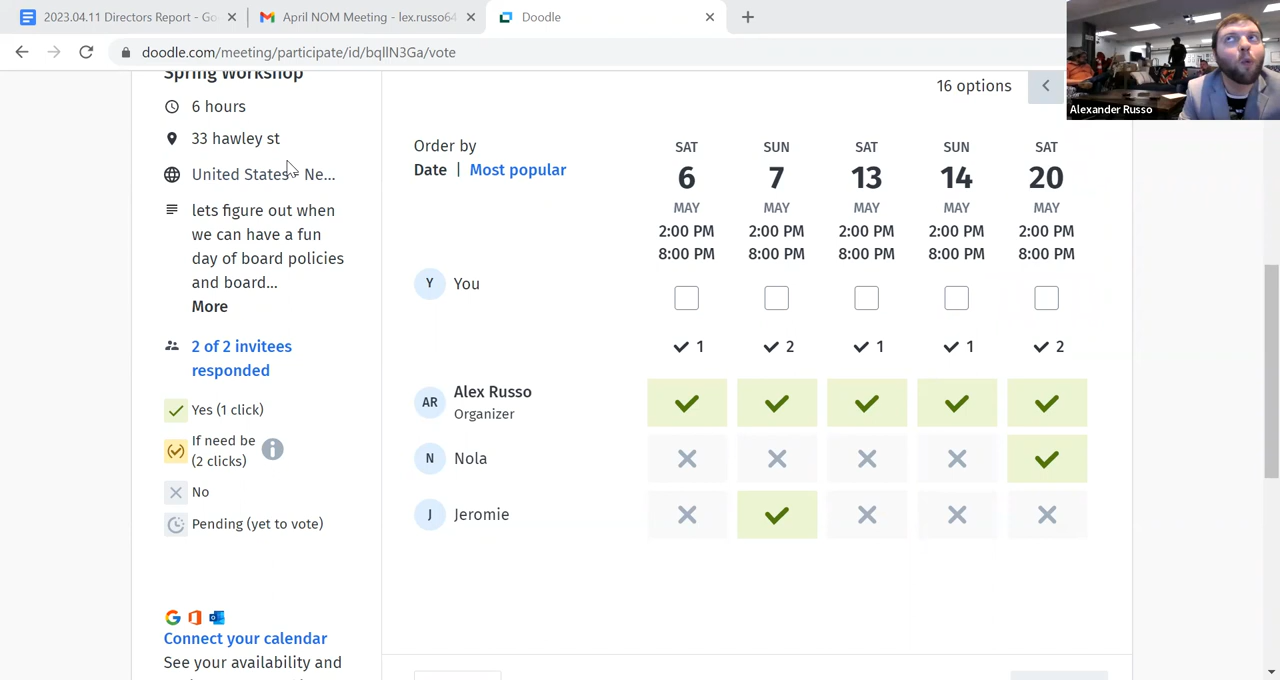 2023.04.11 Directors Report - Go
April NOM Meeting - lex.russo64
Doodle
doodle.com/meeting/participate/id/bqllN3Ga/vote
Alexander Russo
Spring Workshop
6 hours
33 hawley st
United States - Ne...
lets figure out when
we can have a fun
day of board policies
and board...
More
2 of 2 invitees
responded
Yes (1 click)
If need be
(2 clicks)
No
Pending (yet to vote)
Connect your calendar
See your availability and
16 options
Order by
Date | Most popular
SAT SUN SAT SUN SAT
6 7 13 14 20
MAY MAY MAY MAY MAY
2:00 PM 2:00 PM 2:00 PM 2:00 PM 2:00 PM
8:00 PM 8:00 PM 8:00 PM 8:00 PM 8:00 PM
Y You
1 2 1 1 2
AR Alex Russo
Organizer
N Nola
J Jeromie